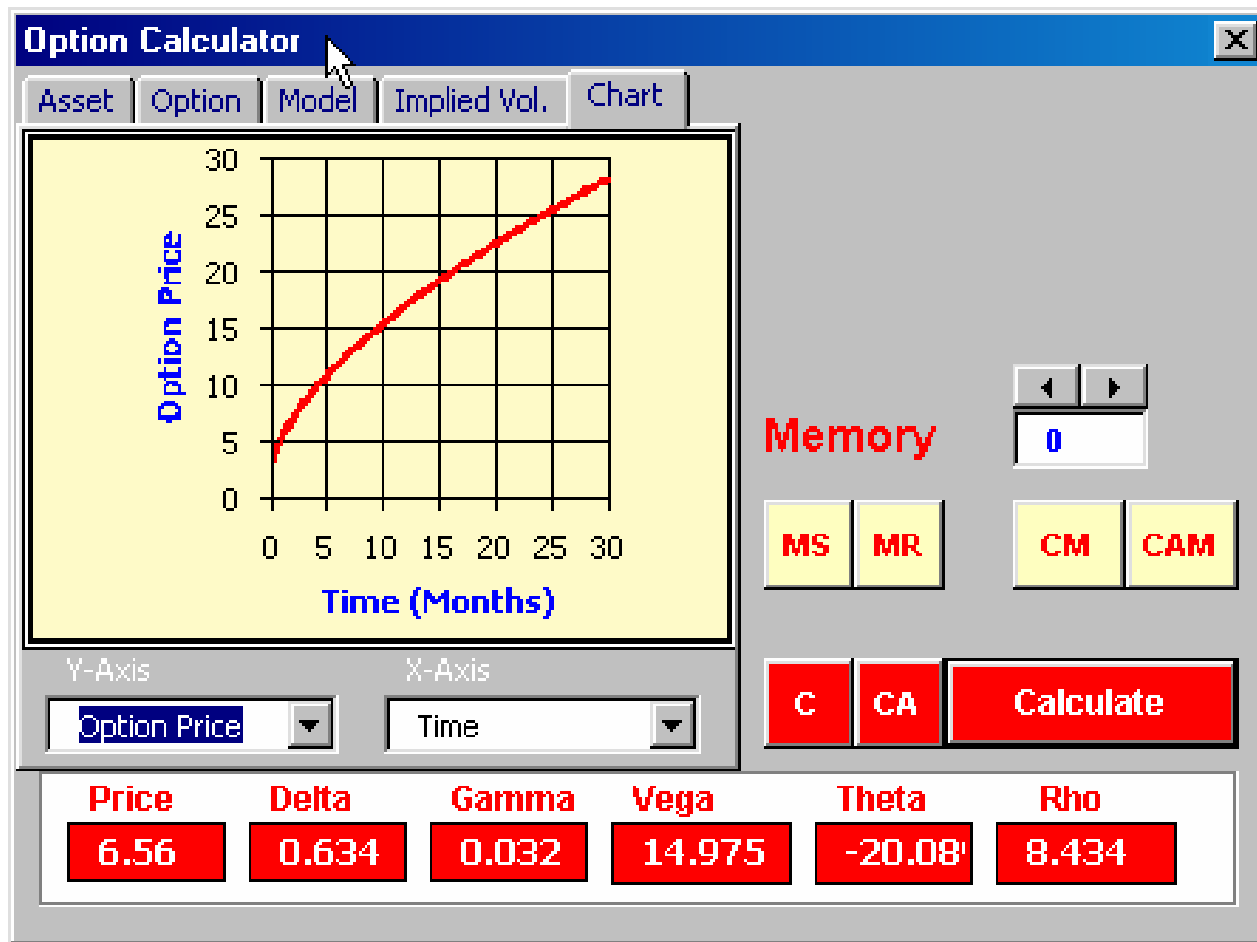 Option Calculator
Asset Option Model Implied Vol. Chart
30
25
20
15
10
5
0
Option Price
0 5 10 15 20 25 30
Time (Months)
Memory
0
MS MR CM CAM
Y-Axis X-Axis
Option Price Time
C CA Calculate
Price Delta Gamma Vega Theta Rho
6.56 0.634 0.032 14.975 -20.08 8.434